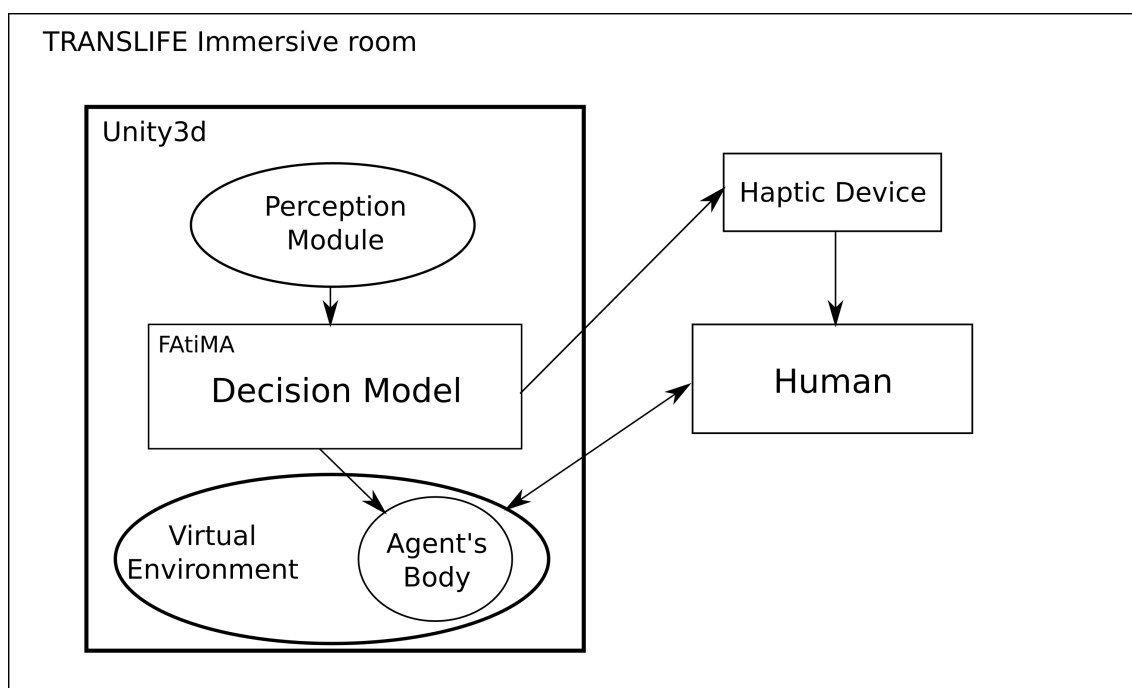 TRANSLIFE Immersive room
Unity3d
Perception
Module
Haptic Device
FAtiMA
Decision Model
Human
Virtual
Environment
Agent's
Body